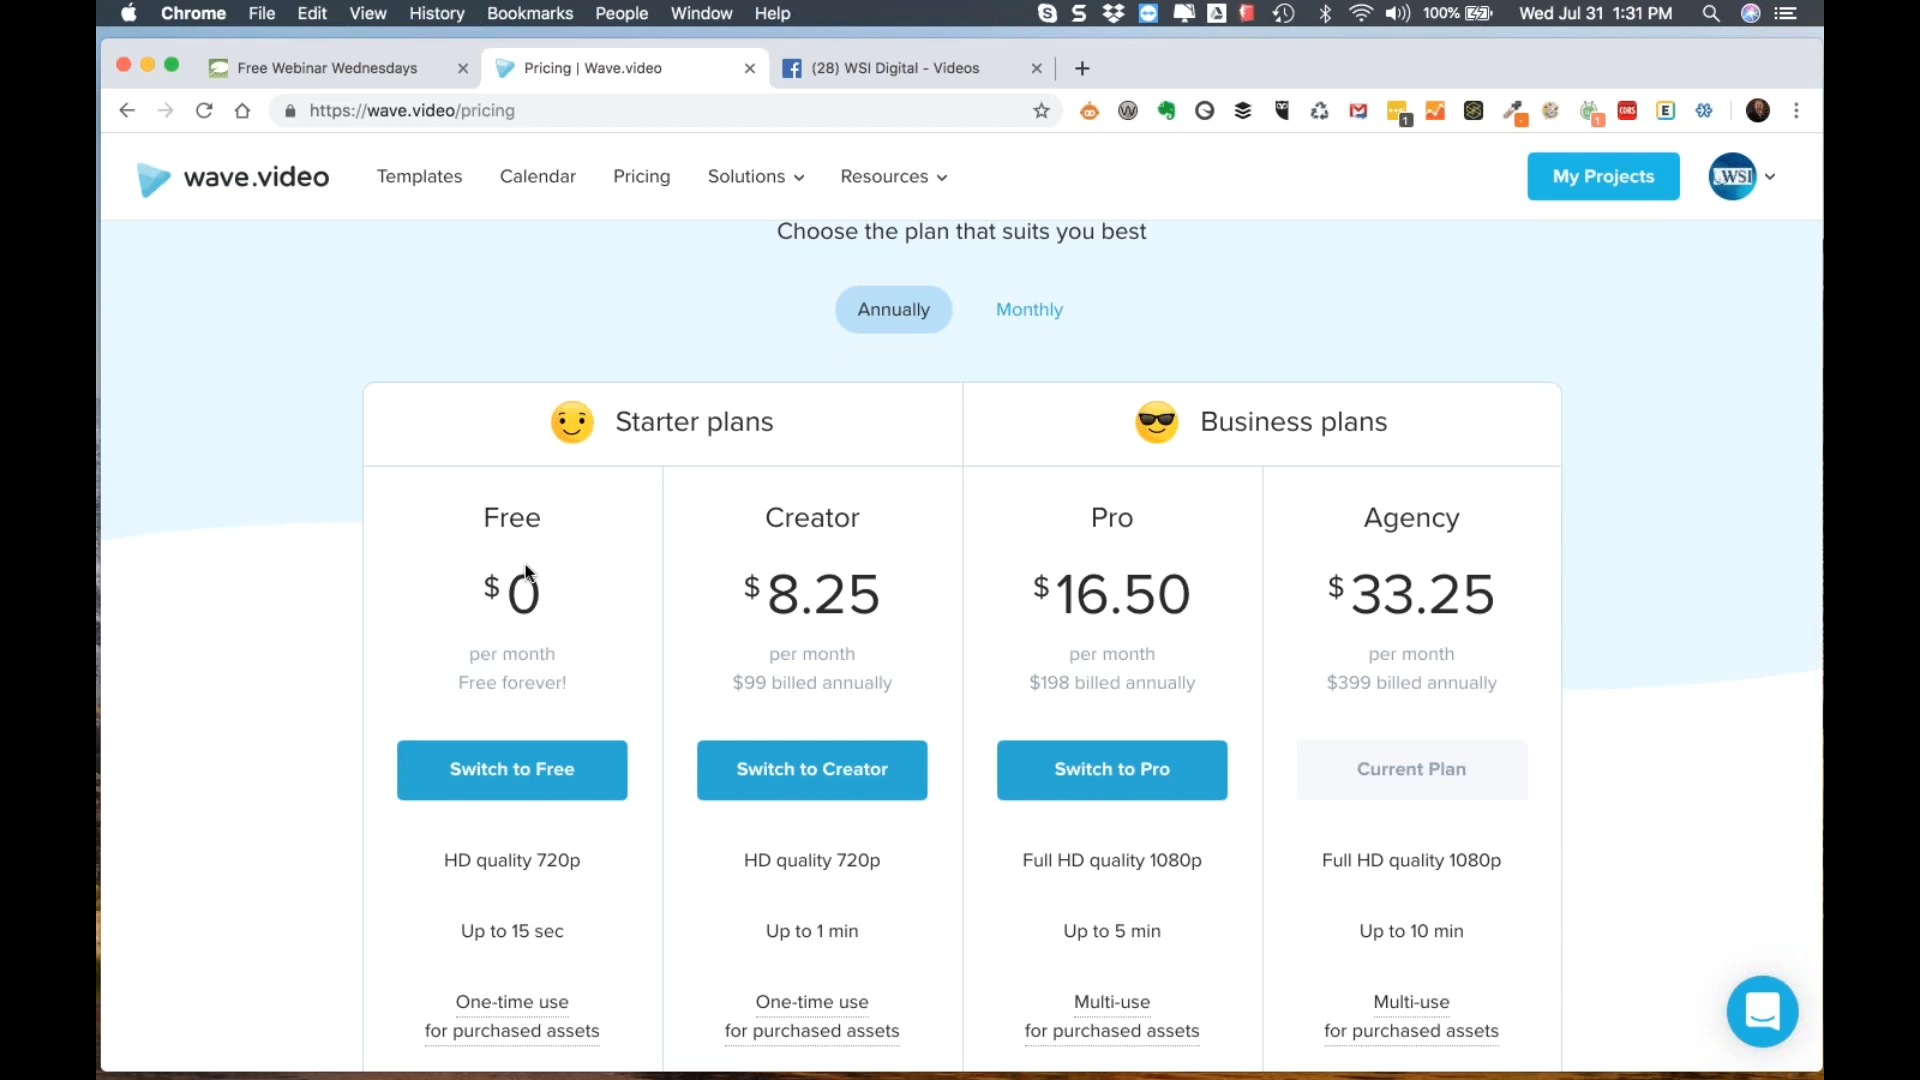 Chrome File Edit View History Bookmarks People Window Help 100% Wed Jul 31 1:31 PM
Free Webinar Wednesdays Pricing | Wave.video (28) WSI Digital - Videos
https://wave.video/pricing
wave.video Templates Calendar Pricing Solutions Resources My Projects WSI
Choose the plan that suits you best
Annually Monthly
Starter plans Business plans
Free Creator Pro Agency
$0 $8.25 $16.50 $33.25
per month per month per month per month
Free forever! $99 billed annually $198 billed annually $399 billed annually
Switch to Free Switch to Creator Switch to Pro Current Plan
HD quality 720p HD quality 720p Full HD quality 1080p Full HD quality 1080p
Up to 15 sec Up to 1 min Up to 5 min Up to 10 min
One-time use One-time use Multi-use Multi-use
for purchased assets for purchased assets for purchased assets for purchased assets